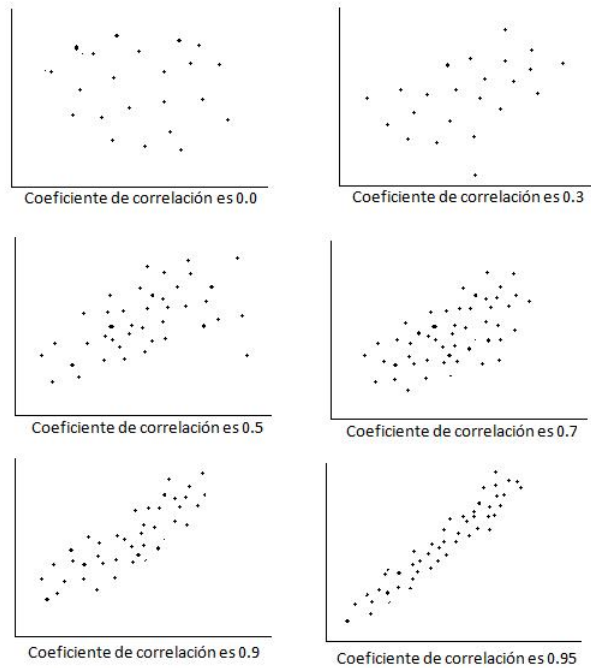 Coeficiente de correlación es 0.0
Coeficiente de correlación es 0.3
Coeficiente de correlación es 0.5
Coeficiente de correlación es 0.7
Coeficiente de correlación es 0.9
Coeficiente de correlación es 0.95